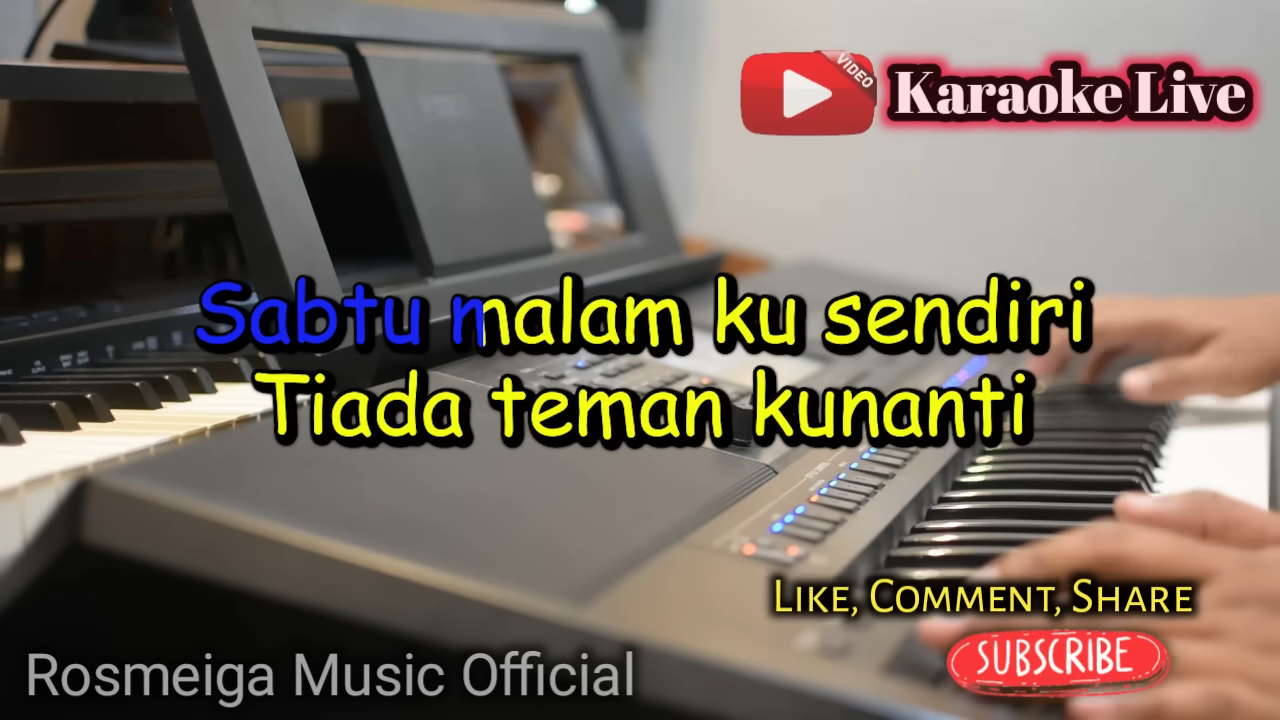 VIDEO
Karaoke Live
Sabtu malam ku sendiri
Tiada teman kunanti
Like, Comment, Share
SUBSCRIBE
Rosmeiga Music Official